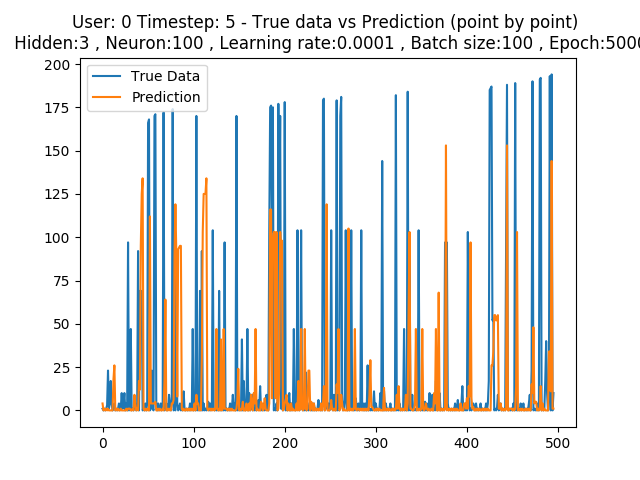 User: 0 Timestep: 5 - True data vs Prediction (point by point)
Hidden:3 , Neuron:100 , Learning rate:0.0001 , Batch size:100 , Epoch:5000
True Data
Prediction
200
175
150
125
100
75
50
25
0
0 100 200 300 400 500